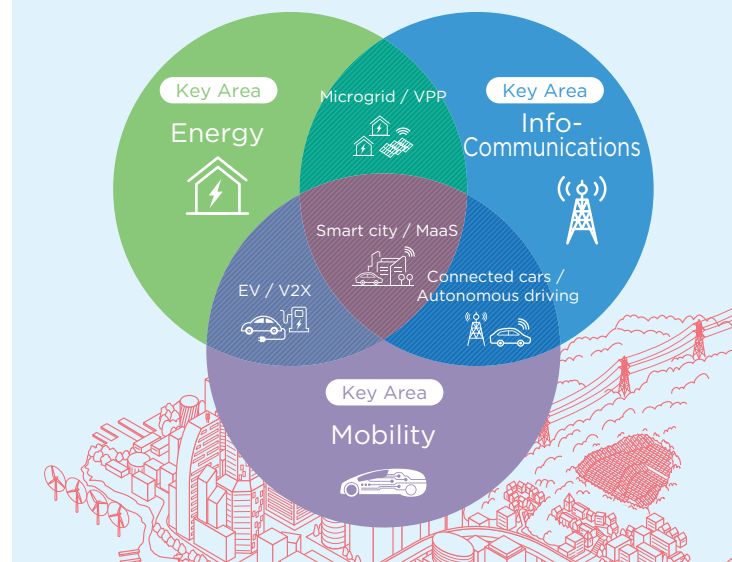 Key Area
Energy
Microgrid / VPP
Key Area
Info-
Communications
Smart city / MaaS
EV / V2X
Connected cars /
Autonomous driving
Key Area
Mobility